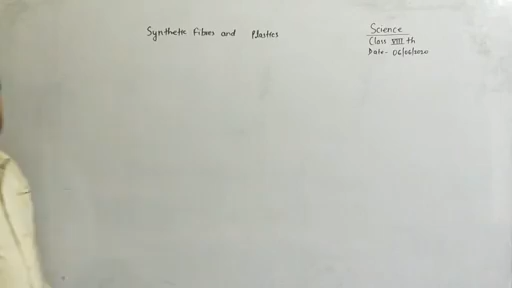 Synthetic Fibres and Plastics
Science
Class VIII th
Date- 06/06/2020